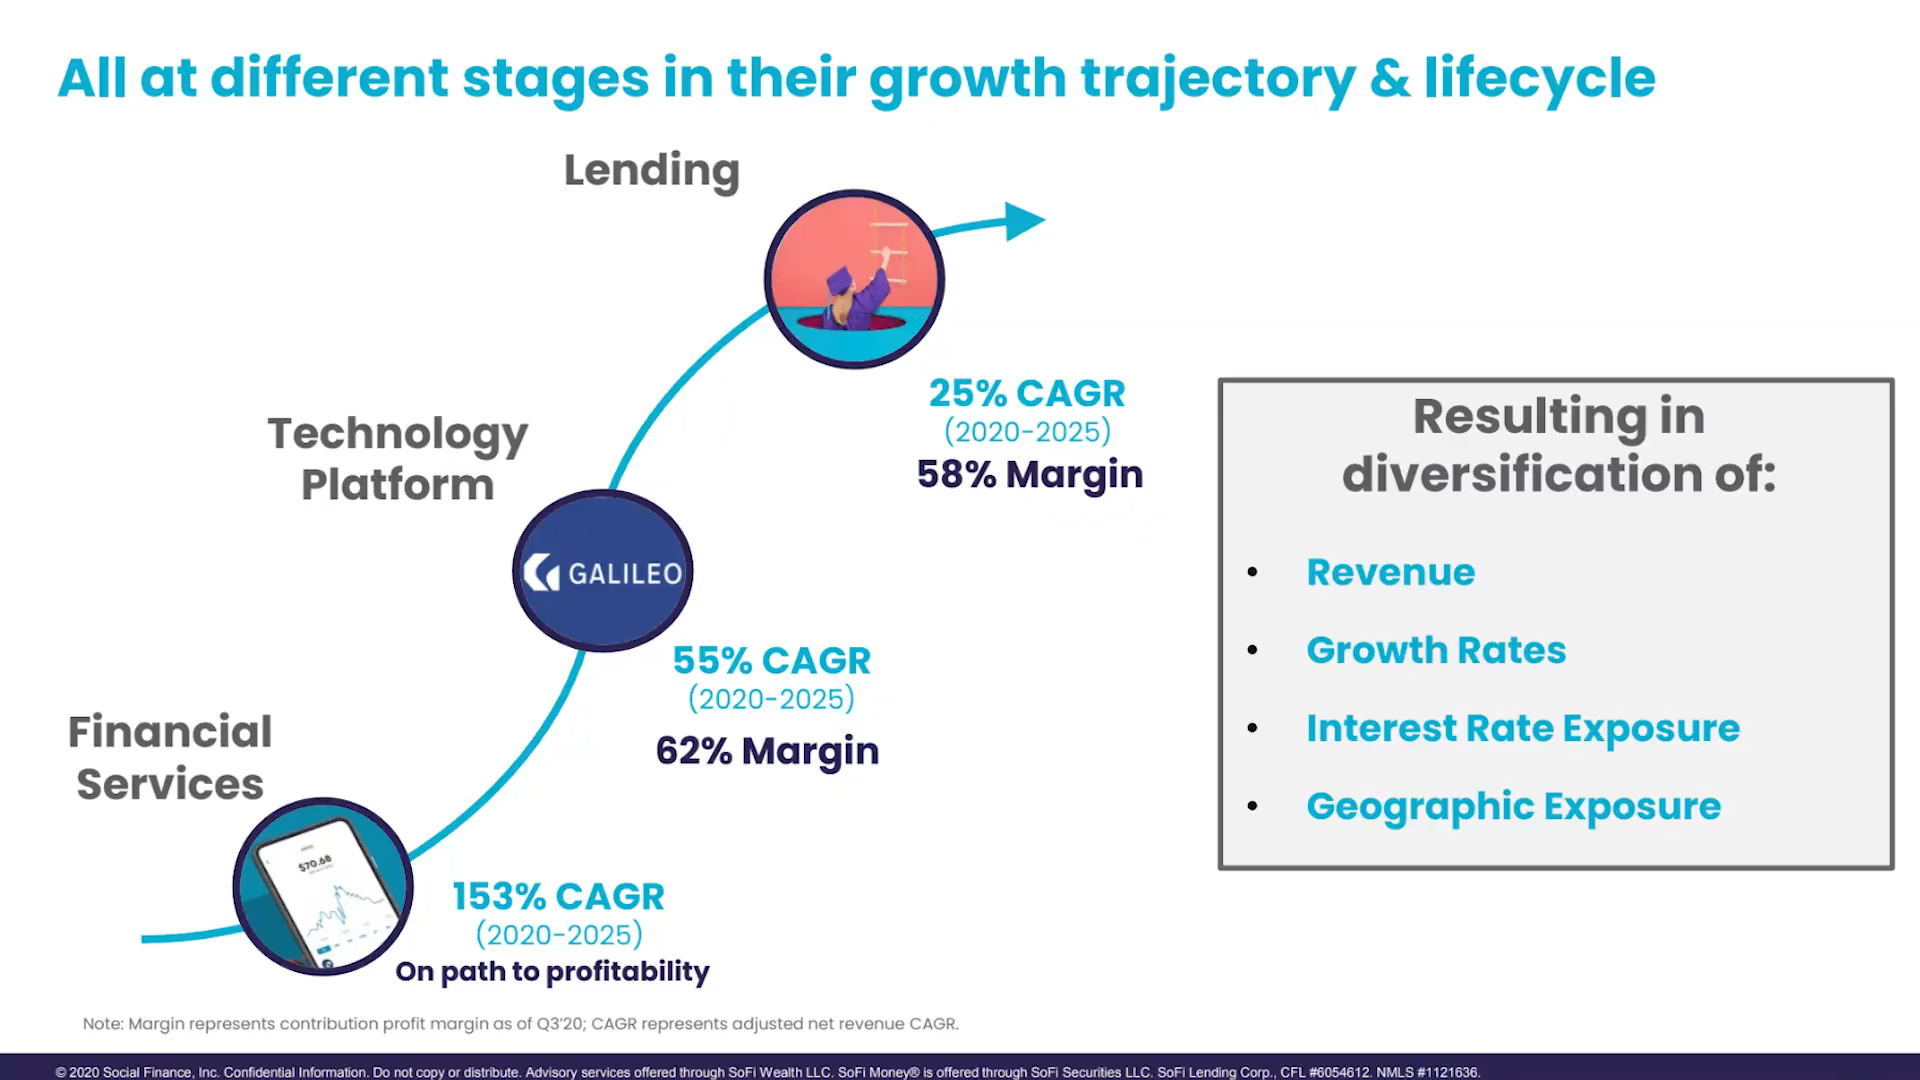 All at different stages in their growth trajectory & lifecycle
Lending
25% CAGR
(2020-2025)
58% Margin
Technology
Platform
GALILEO
55% CAGR
(2020-2025)
62% Margin
Financial
Services
$70.68
153% CAGR
(2020-2025)
On path to profitability
Resulting in
diversification of:
• Revenue
• Growth Rates
• Interest Rate Exposure
• Geographic Exposure
Note: Margin represents contribution profit margin as of Q3'20; CAGR represents adjusted net revenue CAGR.
© 2020 Social Finance, Inc. Confidential Information. Do not copy or distribute. Advisory services offered through SoFi Wealth LLC. SoFi Money® is offered through SoFi Securities LLC. SoFi Lending Corp., CFL #6054612. NMLS #1121636.